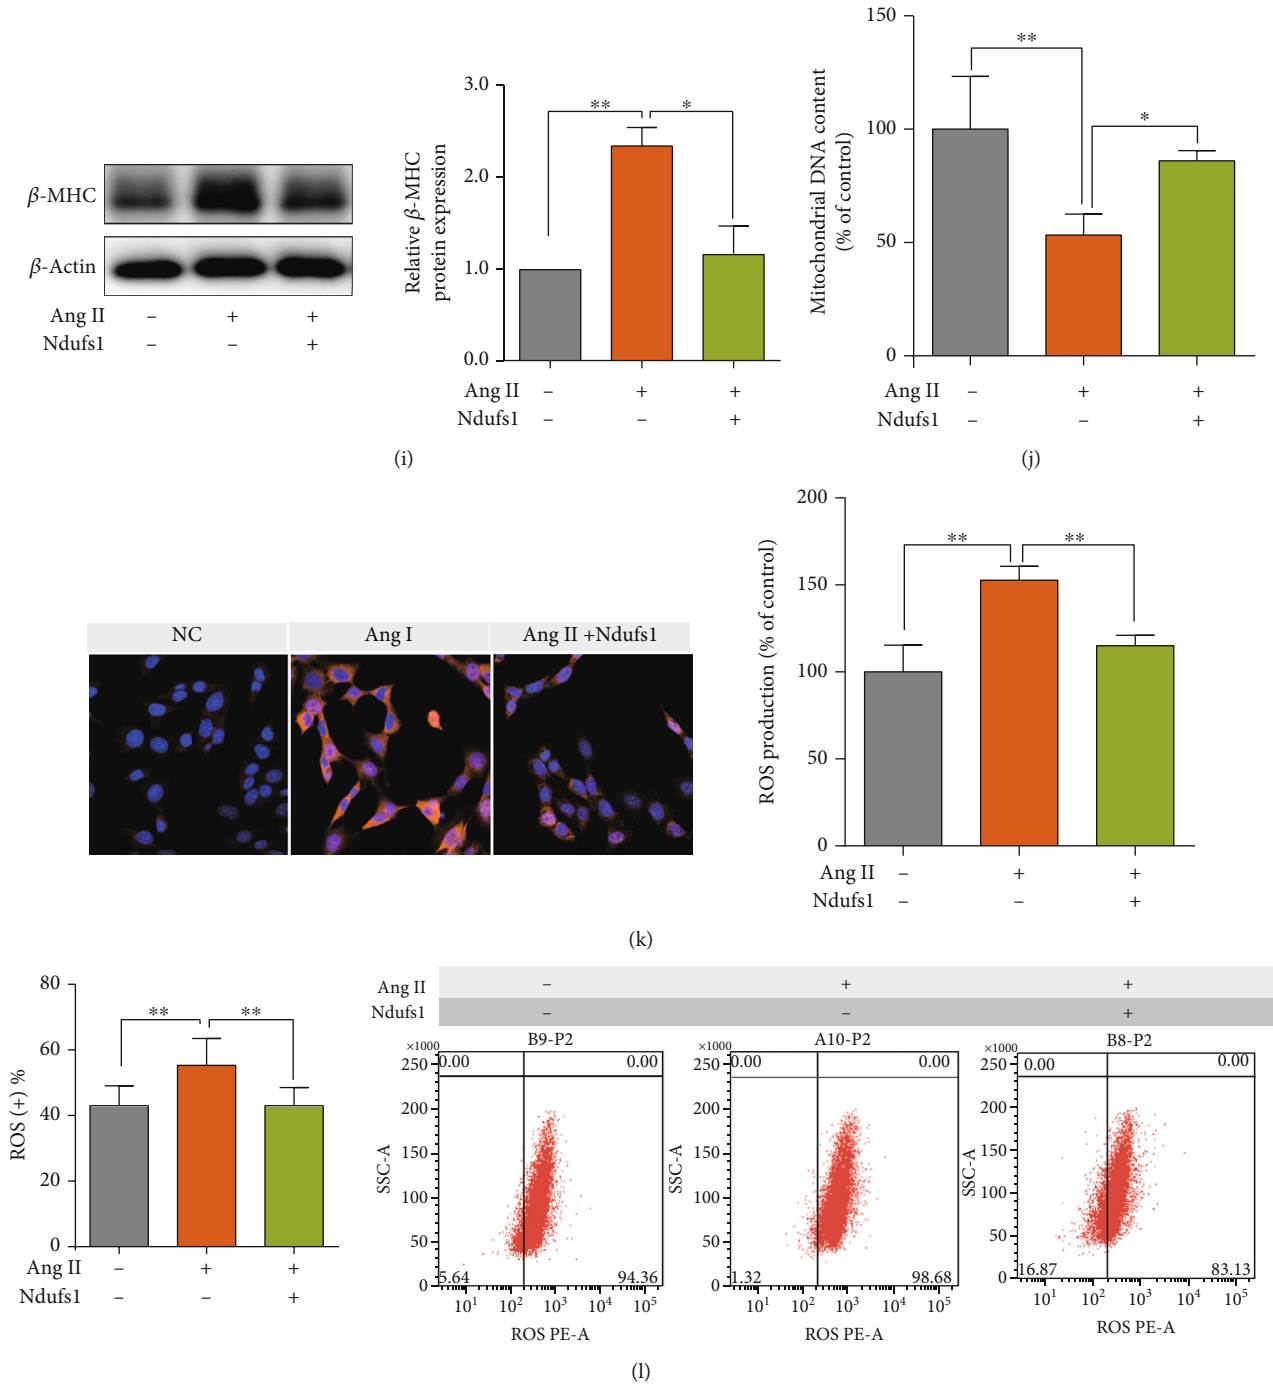 β-MHC
β-Actin
Ang II – + +
Ndufs1 – – +
Relative β-MHC
protein expression
3.0
2.0
1.0
0.0
** *
Ang II – + +
Ndufs1 – – +
(i)
Mitochondrial DNA content
(% of control)
150
100
50
0
**
*
Ang II – + +
Ndufs1 – – +
(j)
NC Ang I Ang II +Ndufs1
ROS production (% of control)
200
150
100
50
0
** **
Ang II – + +
Ndufs1 – – +
(k)
ROS (+) %
80
60
40
20
0
** **
Ang II – + +
Ndufs1 – – +
Ang II – + +
Ndufs1 – – +
B9-P2
×1000
250
200
150
100
50
0
SSC-A
0.00 0.00
5.64 94.36
10¹ 10² 10³ 10⁴ 10⁵
ROS PE-A
A10-P2
×1000
250
200
150
100
50
0
SSC-A
0.00 0.00
1.32 98.68
10¹ 10² 10³ 10⁴ 10⁵
ROS PE-A
B8-P2
×1000
250
200
150
100
50
0
SSC-A
0.00 0.00
16.87 83.13
10¹ 10² 10³ 10⁴ 10⁵
ROS PE-A
(l)